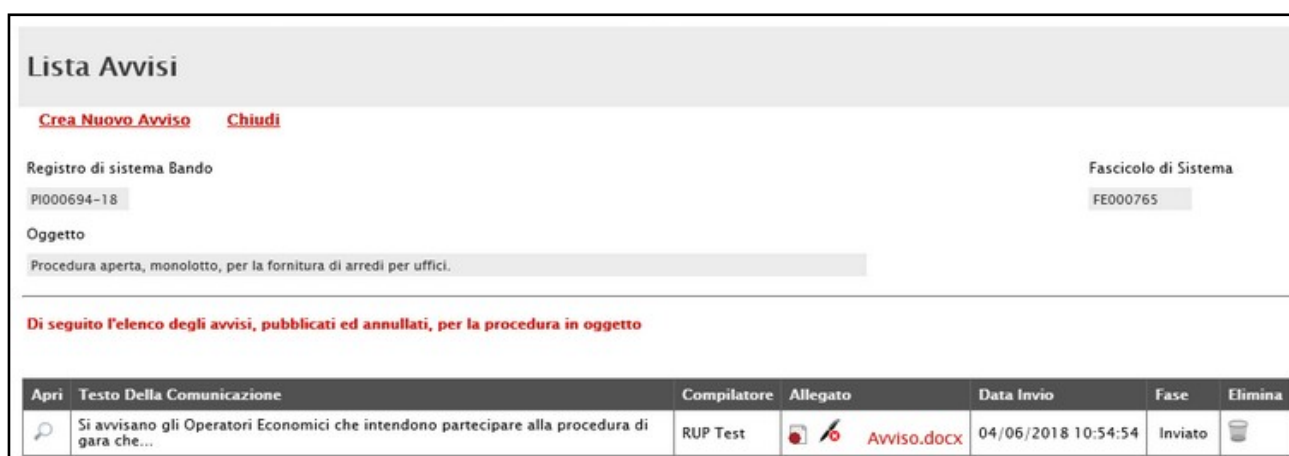 Lista Avvisi
Crea Nuovo Avviso Chiudi
Registro di sistema Bando Fascicolo di Sistema
PI000694-18 FE000765
Oggetto
Procedura aperta, monolotto, per la fornitura di arredi per uffici.
Di seguito l'elenco degli avvisi, pubblicati ed annullati, per la procedura in oggetto
Apri Testo Della Comunicazione Compilatore Allegato Data Invio Fase Elimina
Si avvisano gli Operatori Economici che intendono partecipare alla procedura di
gara che... RUP Test Avviso.docx 04/06/2018 10:54:54 Inviato